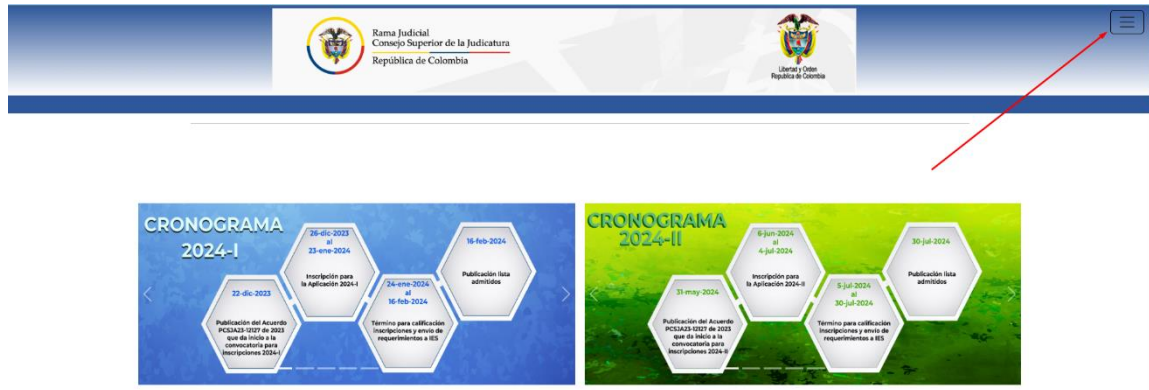 Rama Judicial
Consejo Superior de la Judicatura
República de Colombia
Libertad y Orden
República de Colombia
CRONOGRAMA
2024-I
22-dic-2023
Publicación del Acuerdo
PCSJA23-12127 de 2023
que da inicio a la
convocatoria para
inscripciones 2024-I
26-dic-2023
al
23-ene-2024
Inscripción para
la Aplicación 2024-I
24-ene-2024
al
16-feb-2024
Término para calificación
inscripciones y envío de
requerimientos a IES
16-feb-2024
Publicación lista
admitidos
CRONOGRAMA
2024-II
31-may-2024
Publicación del Acuerdo
PCSJA23-12127 de 2023
que da inicio a la
convocatoria para
inscripciones 2024-II
6-jun-2024
al
4-jul-2024
Inscripción para
la Aplicación 2024-II
5-jul-2024
al
30-jul-2024
Término para calificación
inscripciones y envío de
requerimientos a IES
30-jul-2024
Publicación lista
admitidos